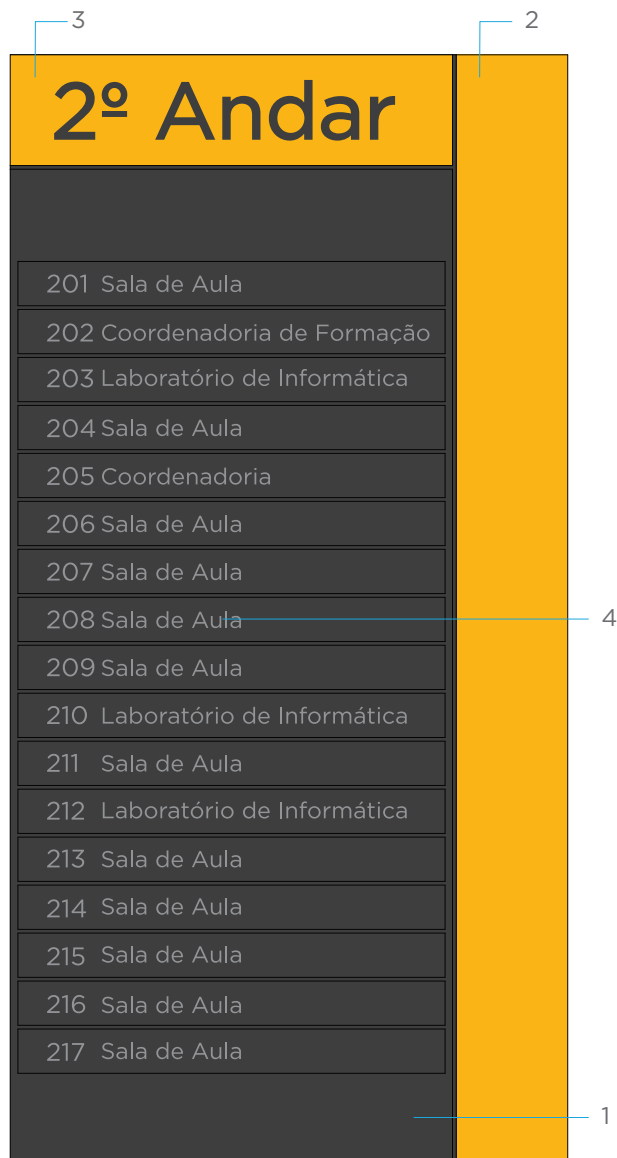 3
2
2º Andar
201 Sala de Aula
202 Coordenadoria de Formação
203 Laboratório de Informática
204 Sala de Aula
205 Coordenadoria
206 Sala de Aula
207 Sala de Aula
208 Sala de Aula
4
209 Sala de Aula
210 Laboratório de Informática
211 Sala de Aula
212 Laboratório de Informática
213 Sala de Aula
214 Sala de Aula
215 Sala de Aula
216 Sala de Aula
217 Sala de Aula
1